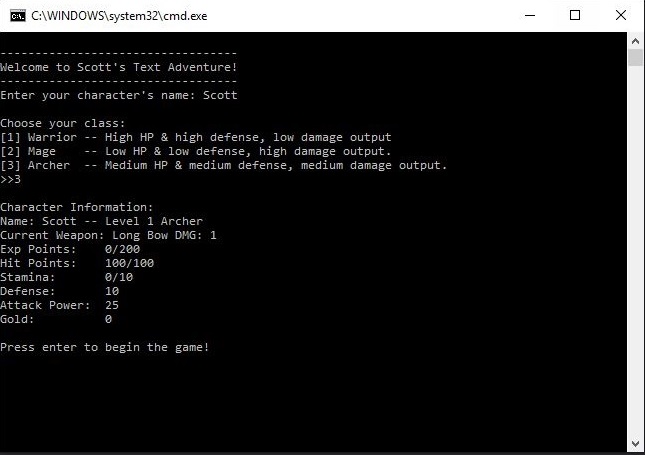 C:\WINDOWS\system32\cmd.exe
----------------------------------
Welcome to Scott's Text Adventure!
----------------------------------
Enter your character's name: Scott
Choose your class:
[1] Warrior -- High HP & high defense, low damage output
[2] Mage    -- Low HP & low defense, high damage output.
[3] Archer  -- Medium HP & medium defense, medium damage output.
>>3
Character Information:
Name: Scott -- Level 1 Archer
Current Weapon: Long Bow DMG: 1
Exp Points:    0/200
Hit Points:    100/100
Stamina:       0/10
Defense:       10
Attack Power:  25
Gold:          0
Press enter to begin the game!